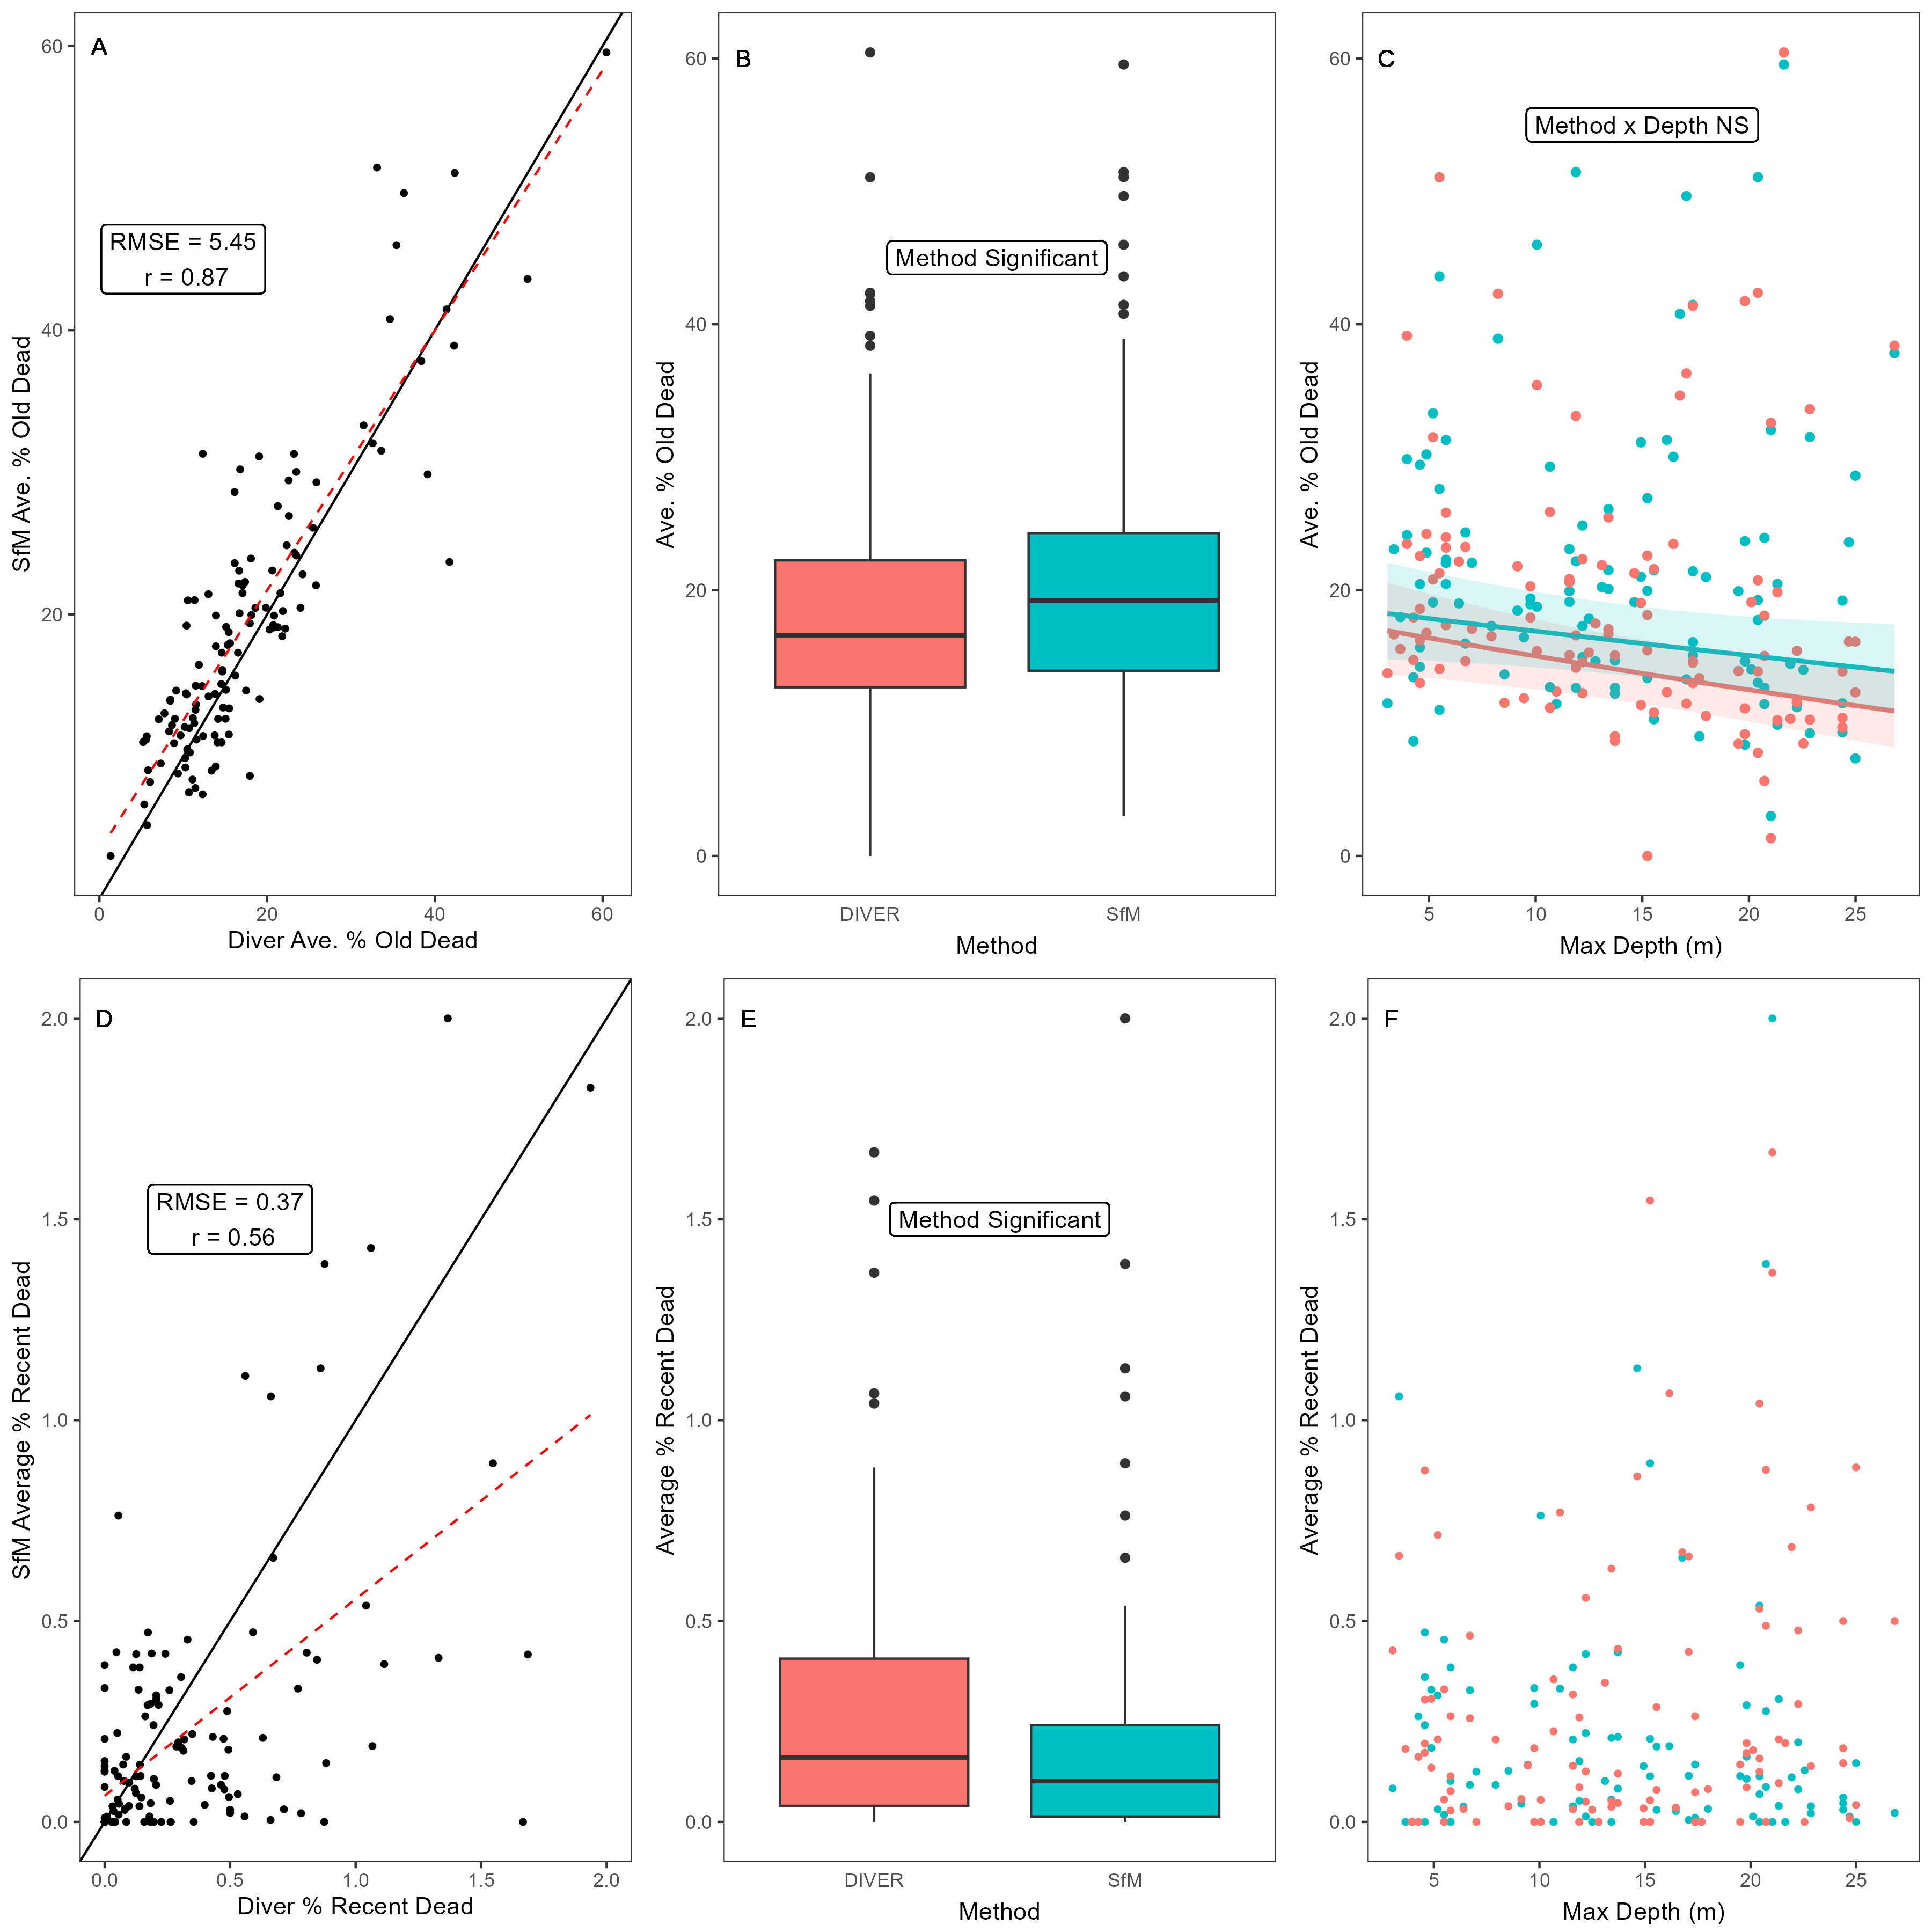 A
60
40
20
RMSE = 5.45
r = 0.87
SfM Ave. % Old Dead
0
20
40
60
Diver Ave. % Old Dead
B
60
40
20
0
Method Significant
Ave. % Old Dead
DIVER
SfM
Method
C
60
40
20
0
Method x Depth NS
Ave. % Old Dead
5
10
15
20
25
Max Depth (m)
D
2.0
1.5
1.0
0.5
0.0
RMSE = 0.37
r = 0.56
SfM Average % Recent Dead
0.0
0.5
1.0
1.5
2.0
Diver % Recent Dead
E
2.0
1.5
1.0
0.5
0.0
Method Significant
Average % Recent Dead
DIVER
SfM
Method
F
2.0
1.5
1.0
0.5
0.0
Average % Recent Dead
5
10
15
20
25
Max Depth (m)